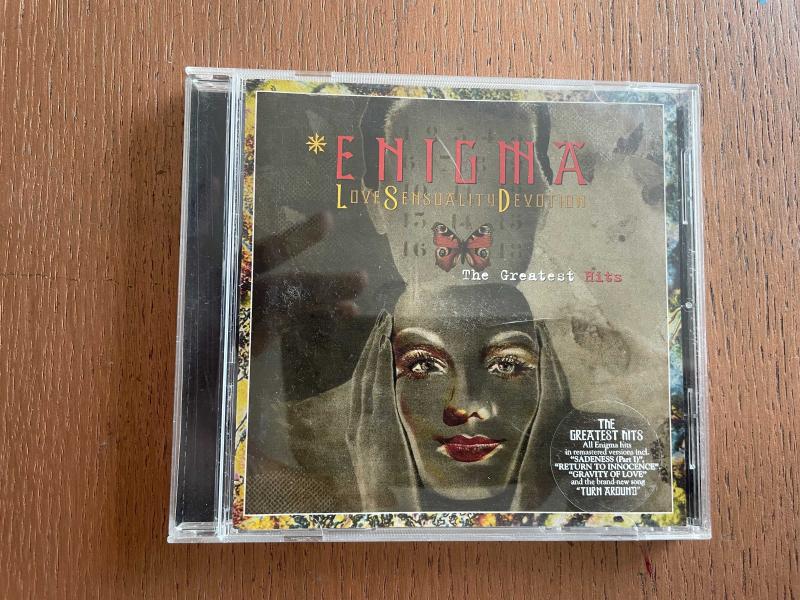 *ENIGMA
LoveSensualityDevotion
The Greatest Hits
THE
GREATEST HITS
All Enigma hits
in remastered versions incl.
"SADENESS (Part I)",
"RETURN TO INNOCENCE",
"GRAVITY OF LOVE"
and the brand-new song
"TURN AROUND"